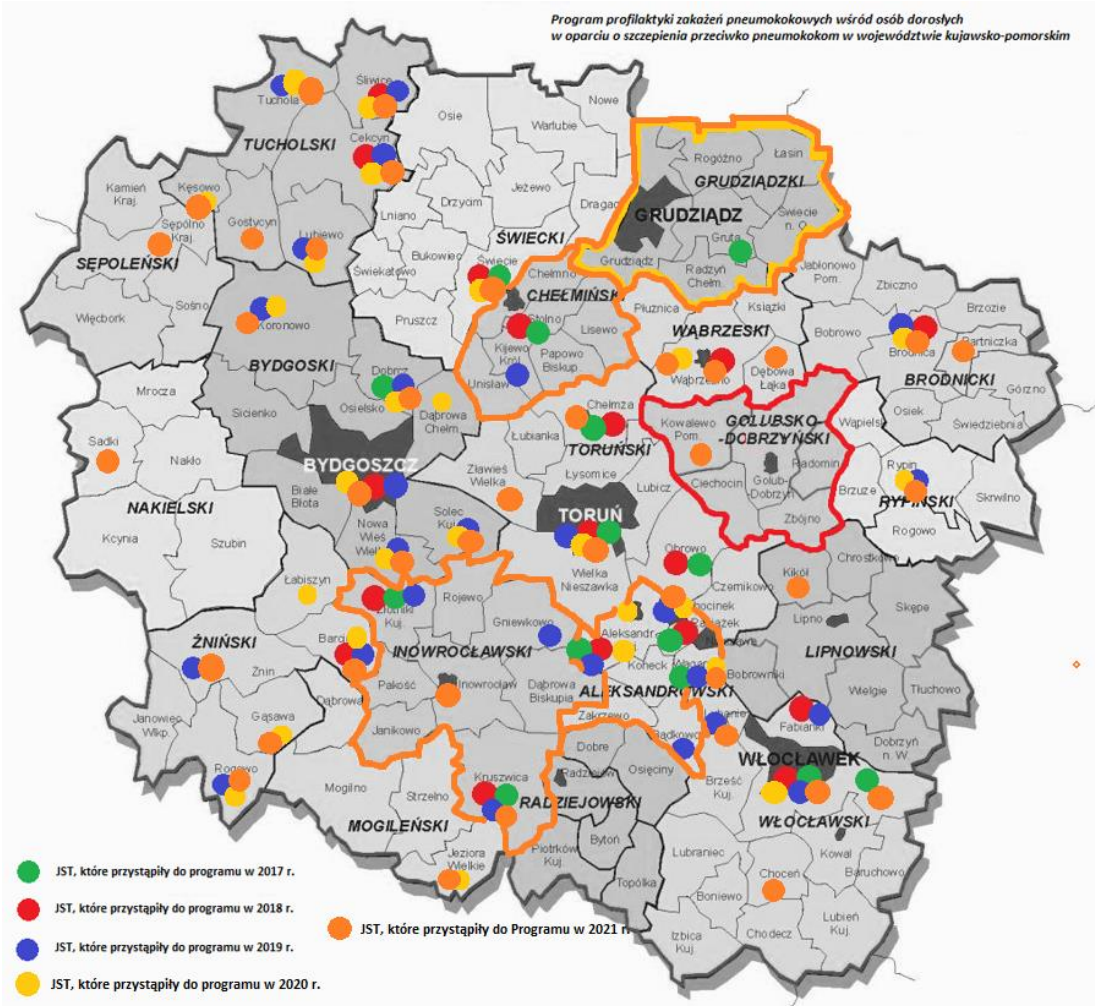 Program profilaktyki zakażeń pneumokokowych wśród osób dorosłych
w oparciu o szczepienia przeciwko pneumokokom w województwie kujawsko-pomorskim
Śliwice
Tuchola
Nowe
Osie
Warlubie
TUCHOLSKI
Cekcyn
Rogóźno
Łasin
GRUDZIĄDZKI
Kamień
Kraj.
Kęsowo
Jeżewo
Drzycim
Gostycyn
Lniano
Dragac
GRUDZIĄDZ
Sępólno
Kraj.
Lubiewo
ŚWIECKI
Świecie
n. O.
Gruta
SĘPOLEŃSKI
Bukowiec
Świekatowo
Świecie
Chełmno
Grudziądz
Radzyń
Chełm.
Jabłonowo
Pom.
Zbiczno
CHEŁMIŃSKI
Sośno
Więcbork
Koronowo
Pruszcz
Stolno
Lisewo
Płużnica
Książki
WĄBRZESKI
Bobrowo
Brzozie
Bartniczka
Brodnica
BYDGOSKI
Kijewo
Król.
Papowo
Biskup.
Unisław
Wąbrzeźno
Dębowa
Łąka
BRODNICKI
Górzno
Mrocza
Dobrcz
Sicienko
Osielsko
Dąbrowa
Chełm.
Chełmża
Łubianka
TORUŃSKI
Kowalewo
Pom.
GOLUBSKO-
-DOBRZYŃSKI
Wąpielsk
Osiek
Świedziebnia
Sadki
Nakło
BYDGOSZCZ
Białe
Błota
Zławieś
Wielka
Łysomice
Lubicz
Ciechocin
Radomin
Golub-
Dobrzyń
Zbójno
Brzuze
Rypin
RYPIŃSKI
Skrwilno
Rogowo
NAKIELSKI
Kcynia
Szubin
Nowa
Wieś
Wielka
Solec
Kuj.
TORUŃ
Wielka
Nieszawka
Obrowo
Czernikowo
Kikół
Chrostkowo
Łabiszyn
Złotniki
Kuj.
Rojewo
Gniewkowo
Lipno
Skępe
ŻNIŃSKI
INOWROCŁAWSKI
Koneck
LIPNOWSKI
Żnin
Pakość
Inowrocław
Dąbrowa
Biskupia
ALEKSANDROWSKI
Bobrowniki
Wielgie
Tłuchowo
Janowiec
Wlkp.
Gąsawa
Dąbrowa
Janikowo
Zakrzewo
Bądkowo
Fabianki
Dobrzyń
n. W.
Rogowo
Mogilno
Strzelno
Kruszwica
Dobre
Radziejów
Osięciny
RADZIEJOWSKI
Brześć
Kuj.
WŁOCŁAWEK
WŁOCŁAWSKI
MOGILEŃSKI
Jeziora
Wielkie
Piotrków
Kuj.
Bytoń
Topólka
Lubraniec
Boniewo
Izbica
Kuj.
Choceń
Chodecz
Kowal
Baruchowo
Lubień
Kuj.
JST, które przystąpiły do programu w 2017 r.
JST, które przystąpiły do programu w 2018 r.
JST, które przystąpiły do Programu w 2021 r.
JST, które przystąpiły do programu w 2019 r.
JST, które przystąpiły do programu w 2020 r.